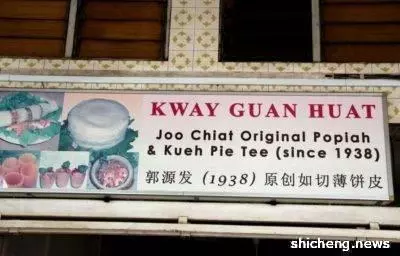 KWAY GUAN HUAT
Joo Chiat Original Popiah
& Kueh Pie Tee (since 1938)
郭源发 (1938) 原创如切薄饼皮
shicheng.news